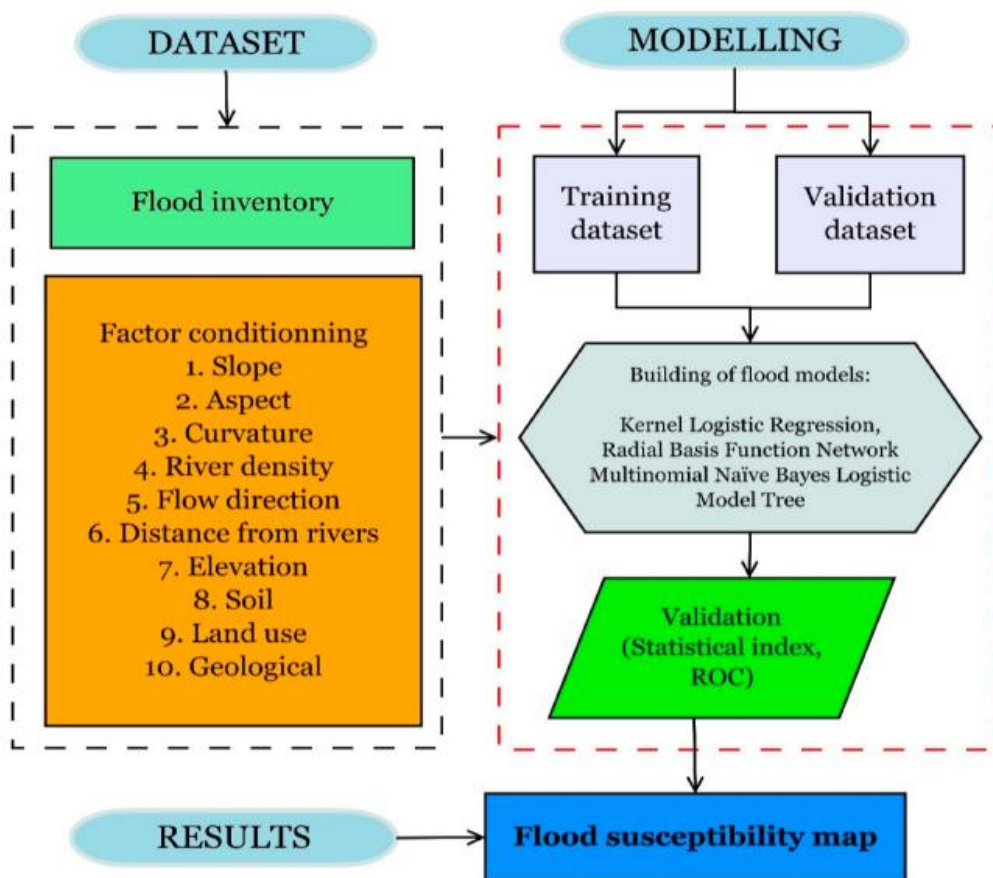 DATASET
Flood inventory
Factor conditionning
1. Slope
2. Aspect
3. Curvature
4. River density
5. Flow direction
6. Distance from rivers
7. Elevation
8. Soil
9. Land use
10. Geological
MODELLING
Training
dataset
Validation
dataset
Building of flood models:
Kernel Logistic Regression,
Radial Basis Function Network
Multinomial Naïve Bayes Logistic
Model Tree
Validation
(Statistical index,
ROC)
RESULTS
Flood susceptibility map